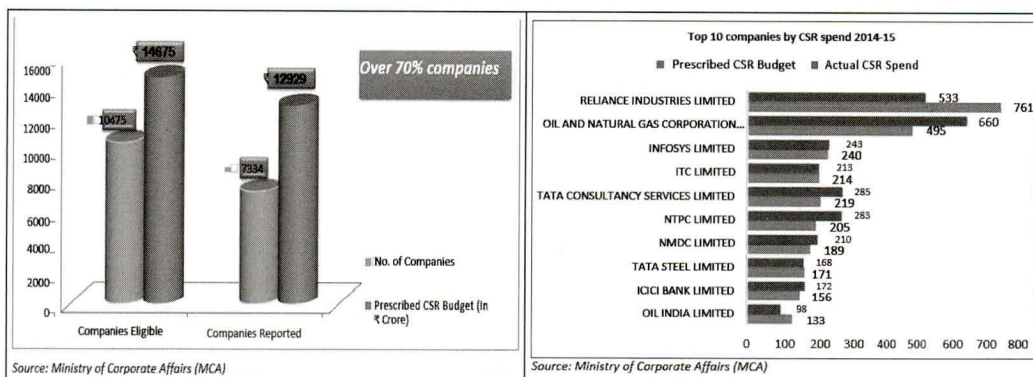 14675
12929
10475
7334
Over 70% companies
16000
14000
12000
10000
8000
6000
4000
2000
0
Companies Eligible
Companies Reported
No. of Companies
Prescribed CSR Budget (In
₹ Crore)
Source: Ministry of Corporate Affairs (MCA)
Top 10 companies by CSR spend 2014-15
Prescribed CSR Budget
Actual CSR Spend
RELIANCE INDUSTRIES LIMITED
533
761
OIL AND NATURAL GAS CORPORATION...
660
495
INFOSYS LIMITED
243
240
ITC LIMITED
213
214
TATA CONSULTANCY SERVICES LIMITED
285
219
NTPC LIMITED
283
205
NMDC LIMITED
210
189
TATA STEEL LIMITED
168
171
ICICI BANK LIMITED
172
156
OIL INDIA LIMITED
98
133
0 100 200 300 400 500 600 700 800
Source: Ministry of Corporate Affairs (MCA)